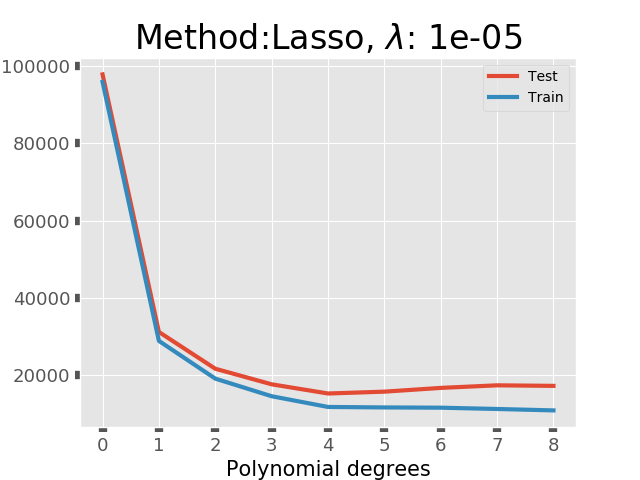 Method:Lasso, λ: 1e-05
100000
80000
60000
40000
20000
Test
Train
0 1 2 3 4 5 6 7 8
Polynomial degrees